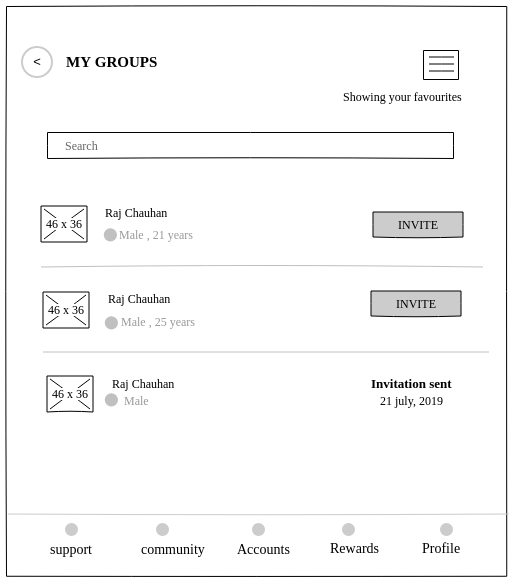 < MY GROUPS
Showing your favourites
Search
46 x 36 Raj Chauhan INVITE
Male , 21 years
46 x 36 Raj Chauhan INVITE
Male , 25 years
46 x 36 Raj Chauhan Invitation sent
Male 21 july, 2019
support community Accounts Rewards Profile